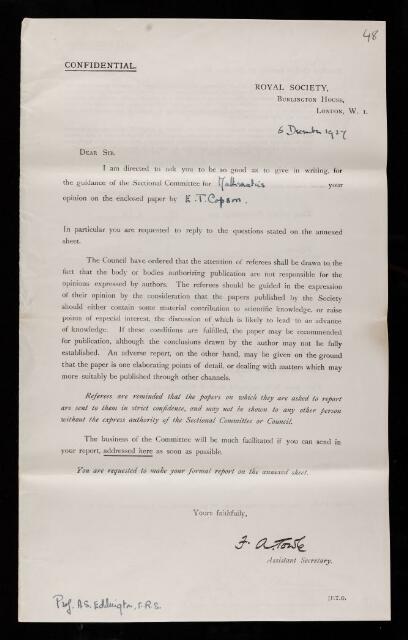 48
CONFIDENTIAL.
ROYAL SOCIETY,
BURLINGTON HOUSE,
LONDON, W. 1.
6 December 1927
DEAR SIR,
I am directed to ask you to be so good as to give in writing, for
the guidance of the Sectional Committee for Mathematics your
opinion on the enclosed paper by E. T. Copson.
In particular you are requested to reply to the questions stated on the annexed
sheet.
The Council have ordered that the attention of referees shall be drawn to the
fact that the body or bodies authorizing publication are not responsible for the
opinions expressed by authors. The referees should be guided in the expression
of their opinion by the consideration that the papers published by the Society
should either contain some material contribution to scientific knowledge, or raise
points of especial interest, the discussion of which is likely to lead to an advance
of knowledge. If these conditions are fulfilled, the paper may be recommended
for publication, although the conclusions drawn by the author may not be fully
established. An adverse report, on the other hand, may be given on the ground
that the paper is one elaborating points of detail, or dealing with matters which may
more suitably be published through other channels.
Referees are reminded that the papers on which they are asked to report
are sent to them in strict confidence, and may not be shown to any other person
without the express authority of the Sectional Committee or Council.
The business of the Committee will be much facilitated if you can send in
your report, addressed here as soon as possible.
You are requested to make your formal report on the annexed sheet.
Yours faithfully,
F. A. Towle
Assistant Secretary.
Prof. A.S. Eddington, F.R.S.
[P.T.O.